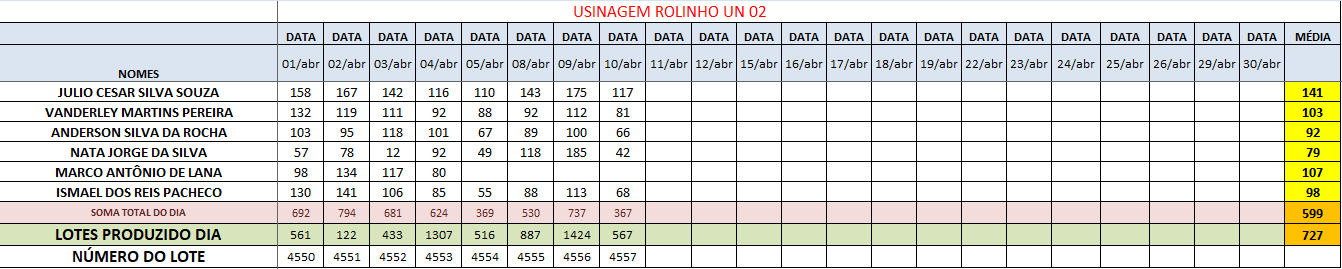 USINAGEM ROLINHO UN 02
DATA DATA DATA DATA DATA DATA DATA DATA DATA DATA DATA DATA DATA DATA DATA DATA DATA DATA DATA DATA DATA DATA MÉDIA
NOMES 01/abr 02/abr 03/abr 04/abr 05/abr 08/abr 09/abr 10/abr 11/abr 12/abr 15/abr 16/abr 17/abr 18/abr 19/abr 22/abr 23/abr 24/abr 25/abr 26/abr 29/abr 30/abr
JULIO CESAR SILVA SOUZA 158 167 142 116 110 143 175 117 141
VANDERLEY MARTINS PEREIRA 132 119 111 92 88 92 112 81 103
ANDERSON SILVA DA ROCHA 103 95 118 101 67 89 100 66 92
NATA JORGE DA SILVA 57 78 12 92 49 118 185 42 79
MARCO ANTÔNIO DE LANA 98 134 117 80 107
ISMAEL DOS REIS PACHECO 130 141 106 85 55 88 113 68 98
SOMA TOTAL DO DIA 692 794 681 624 369 530 737 367 599
LOTES PRODUZIDO DIA 561 122 433 1307 516 887 1424 567 727
NÚMERO DO LOTE 4550 4551 4552 4553 4554 4555 4556 4557